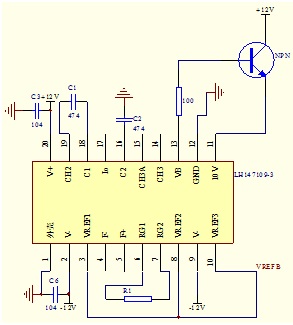 +12V
NPN
C3
+12V
C1
104
474
C2
474
100
20
19
18
17
16
15
14
13
12
11
V+
CH2
C1
Io
C2
CH3A
CH3
VB
GND
10V
LH147109-3
外壳
V-
VREF1
F-
F+
RG1
RG2
VREF2
V-
VREF3
1
2
3
4
5
6
7
8
9
10
VREFB
C6
104
-12V
R1
-12V